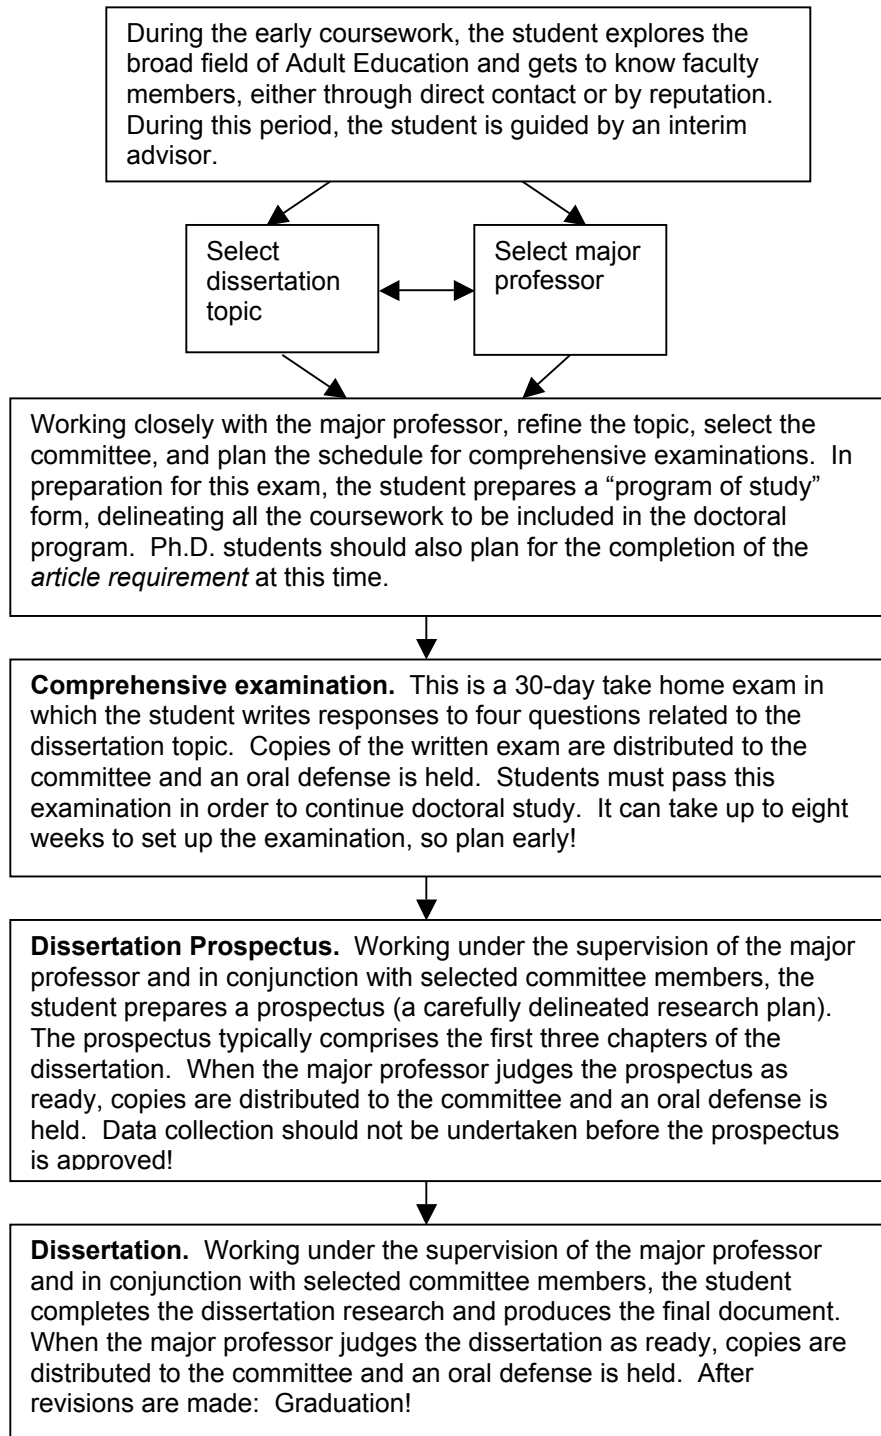 During the early coursework, the student explores the
broad field of Adult Education and gets to know faculty
members, either through direct contact or by reputation.
During this period, the student is guided by an interim
advisor.
Select
dissertation
topic
Select major
professor
Working closely with the major professor, refine the topic, select the
committee, and plan the schedule for comprehensive examinations.  In
preparation for this exam, the student prepares a “program of study”
form, delineating all the coursework to be included in the doctoral
program.  Ph.D. students should also plan for the completion of the
article requirement at this time.
Comprehensive examination.  This is a 30-day take home exam in
which the student writes responses to four questions related to the
dissertation topic.  Copies of the written exam are distributed to the
committee and an oral defense is held.  Students must pass this
examination in order to continue doctoral study.  It can take up to eight
weeks to set up the examination, so plan early!
Dissertation Prospectus.  Working under the supervision of the major
professor and in conjunction with selected committee members, the
student prepares a prospectus (a carefully delineated research plan).
The prospectus typically comprises the first three chapters of the
dissertation.  When the major professor judges the prospectus as
ready, copies are distributed to the committee and an oral defense is
held.  Data collection should not be undertaken before the prospectus
is approved!
Dissertation.  Working under the supervision of the major professor
and in conjunction with selected committee members, the student
completes the dissertation research and produces the final document.
When the major professor judges the dissertation as ready, copies are
distributed to the committee and an oral defense is held.  After
revisions are made:  Graduation!